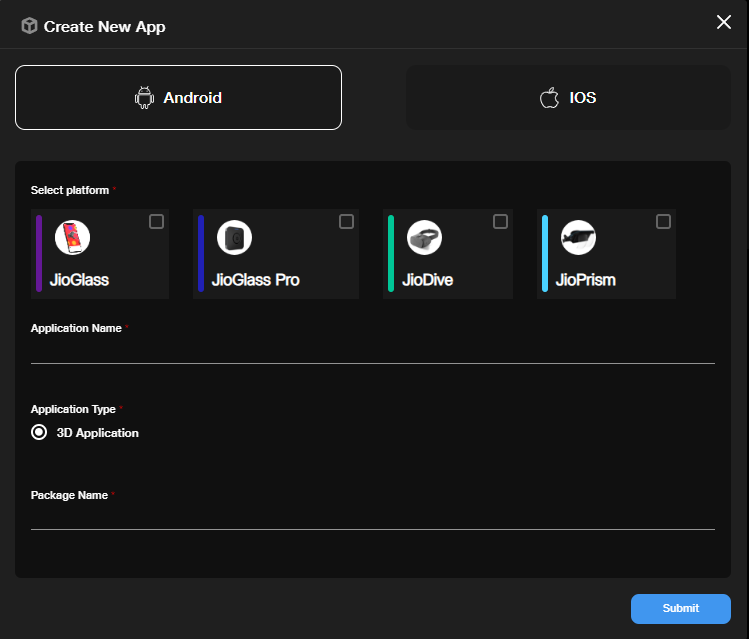 Create New App
Android
IOS
Select platform *
JioGlass
JioGlass Pro
JioDive
JioPrism
Application Name *
Application Type *
3D Application
Package Name *
Submit